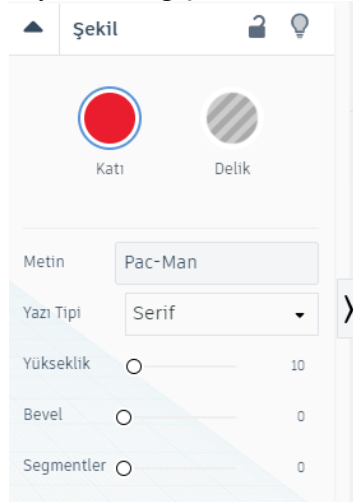 Şekil
Katı Delik
Metin Pac-Man
Yazı Tipi Serif
Yükseklik 10
Bevel 0
Segmentler 0